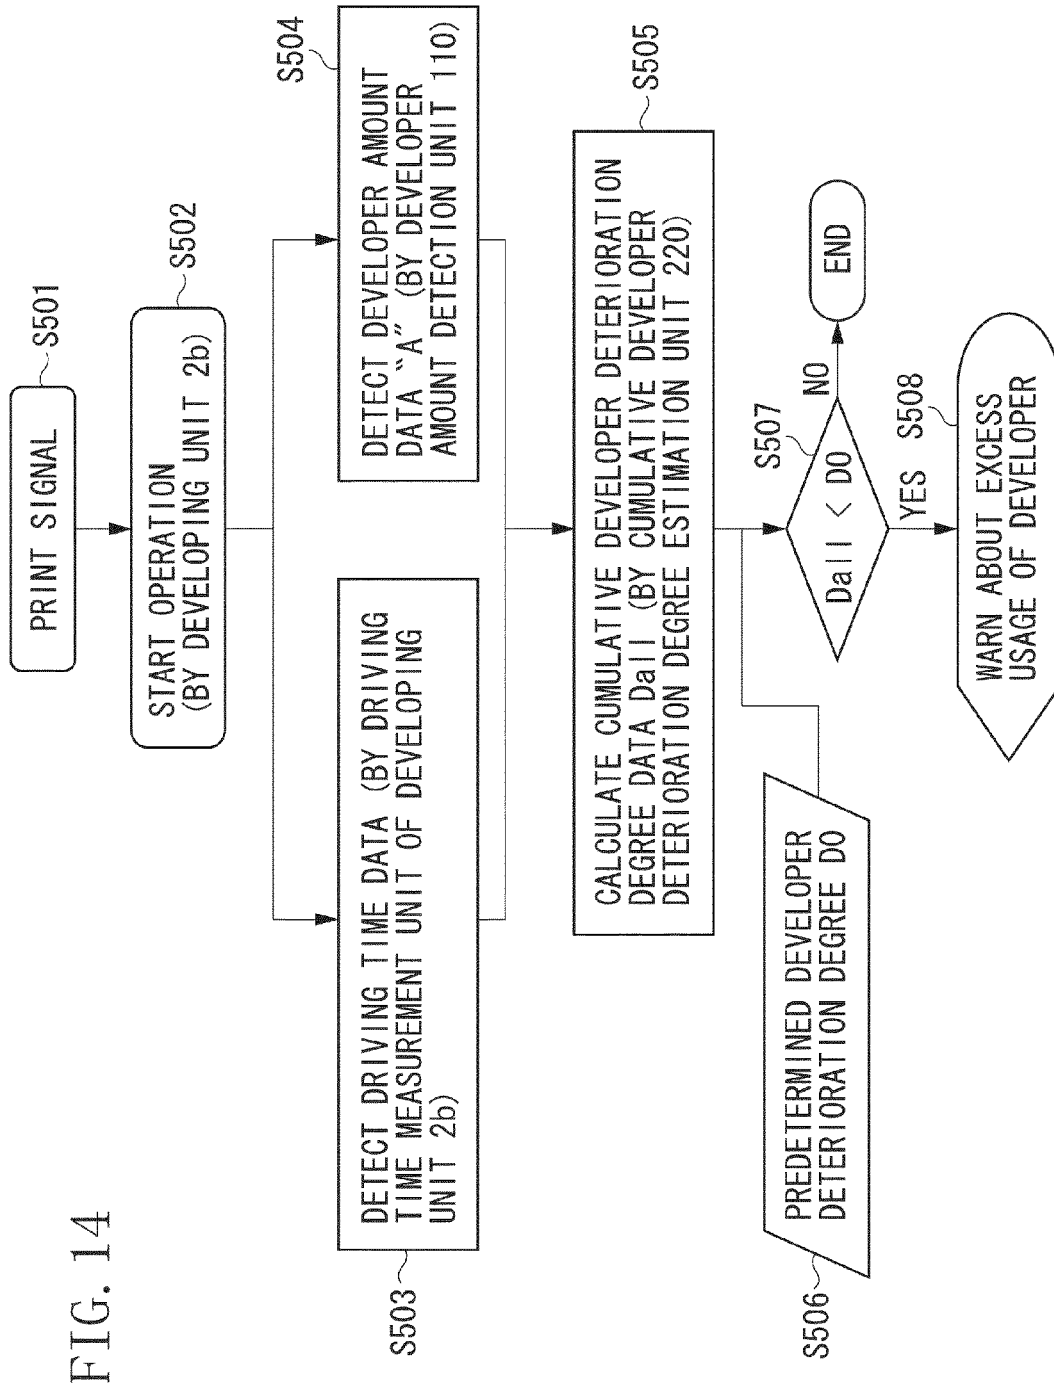 FIG. 14
PRINT SIGNAL
S501
START OPERATION
(BY DEVELOPING UNIT 2b)
S502
DETECT DRIVING TIME DATA (BY DRIVING
TIME MEASUREMENT UNIT OF DEVELOPING
UNIT 2b)
S503
DETECT DEVELOPER AMOUNT
DATA “A” (BY DEVELOPER
AMOUNT DETECTION UNIT 110)
S504
CALCULATE CUMULATIVE DEVELOPER DETERIORATION
DEGREE DATA Dall (BY CUMULATIVE DEVELOPER
DETERIORATION DEGREE ESTIMATION UNIT 220)
S505
PREDETERMINED DEVELOPER
DETERIORATION DEGREE D0
S506
Dall < D0
S507
NO
END
YES
WARN ABOUT EXCESS
USAGE OF DEVELOPER
S508